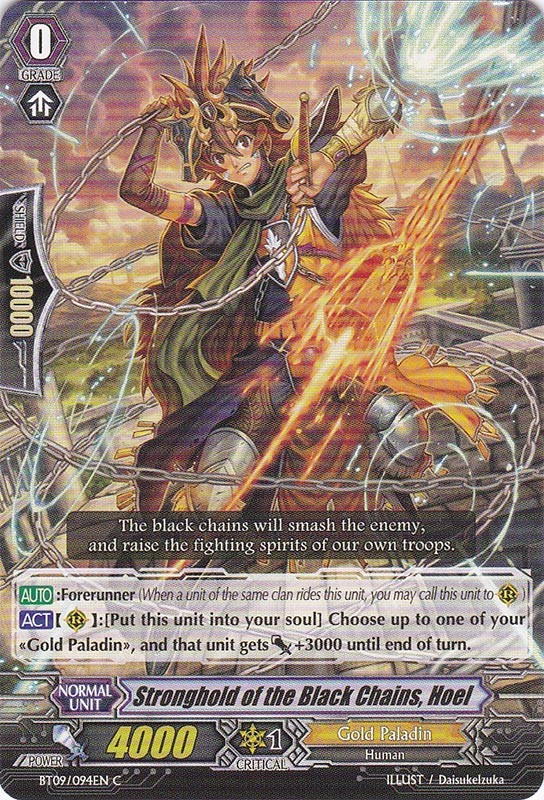 0
GRADE
SHIELD
10000
The black chains will smash the enemy,
and raise the fighting spirits of our own troops.
AUTO:Forerunner (When a unit of the same clan rides this unit, you may call this unit to R )
ACT【 R 】:[Put this unit into your soul] Choose up to one of your
«Gold Paladin», and that unit gets +3000 until end of turn.
NORMAL
UNIT
Stronghold of the Black Chains, Hoel
POWER
4000
1
CRITICAL
Gold Paladin
Human
BT09/094EN C
ILLUST / DaisukeIzuka